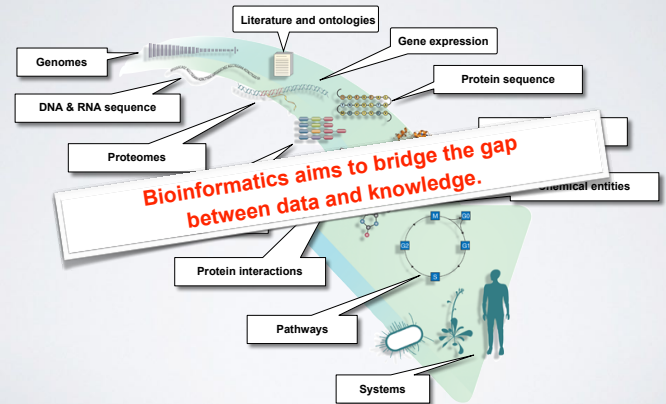 Literature and ontologies
Gene expression
Genomes
Protein sequence
DNA & RNA sequence
Proteomes
Bioinformatics aims to bridge the gap
between data and knowledge.
Chemical entities
Protein interactions
M
G0
G2
G1
S
Pathways
Systems